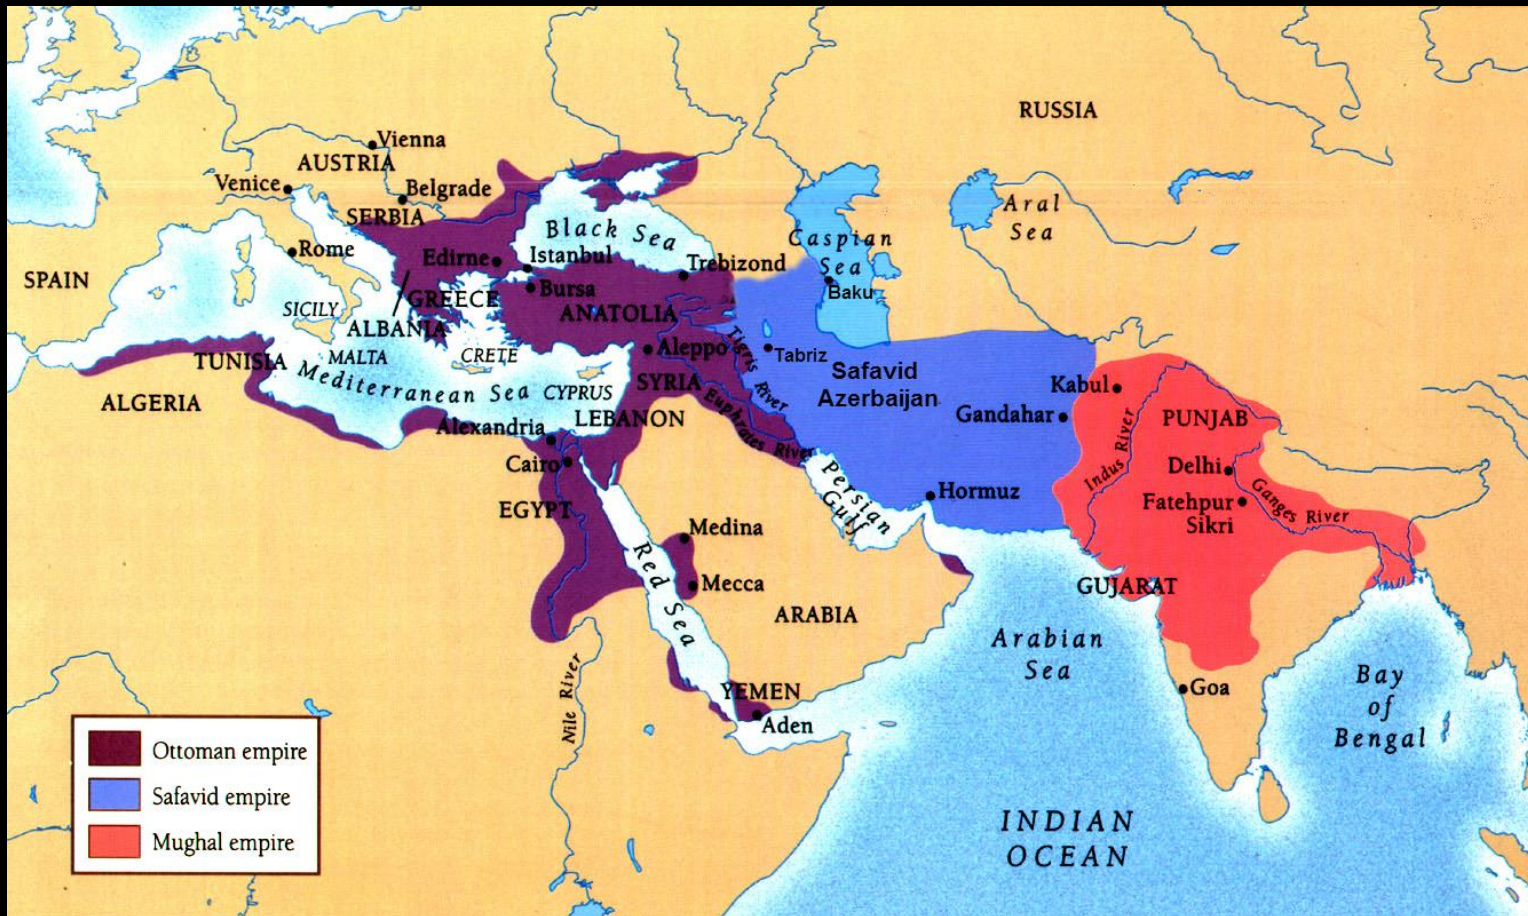 RUSSIA
Vienna
AUSTRIA
Venice
Belgrade
SERBIA
Aral
Sea
Black Sea
Caspian
Sea
Rome
Edirne
Istanbul
Trebizond
SPAIN
Baku
Bursa
GREECE
SICILY
ANATOLIA
ALBANIA
Tigris River
Aleppo
Tabriz
TUNISIA
MALTA
CRETE
Safavid
Azerbaijan
Mediterranean Sea
CYPRUS
SYRIA
Kabul
ALGERIA
Euphrates River
Gandahar
PUNJAB
LEBANON
Alexandria
Indus River
Cairo
Persian
Gulf
Delhi
Hormuz
Ganges River
EGYPT
Fatehpur
Sikri
Medina
Red Sea
Mecca
GUJARAT
ARABIA
Arabian
Sea
Nile River
YEMEN
Goa
Bay
of
Bengal
Aden
Ottoman empire
Safavid empire
Mughal empire
INDIAN
OCEAN